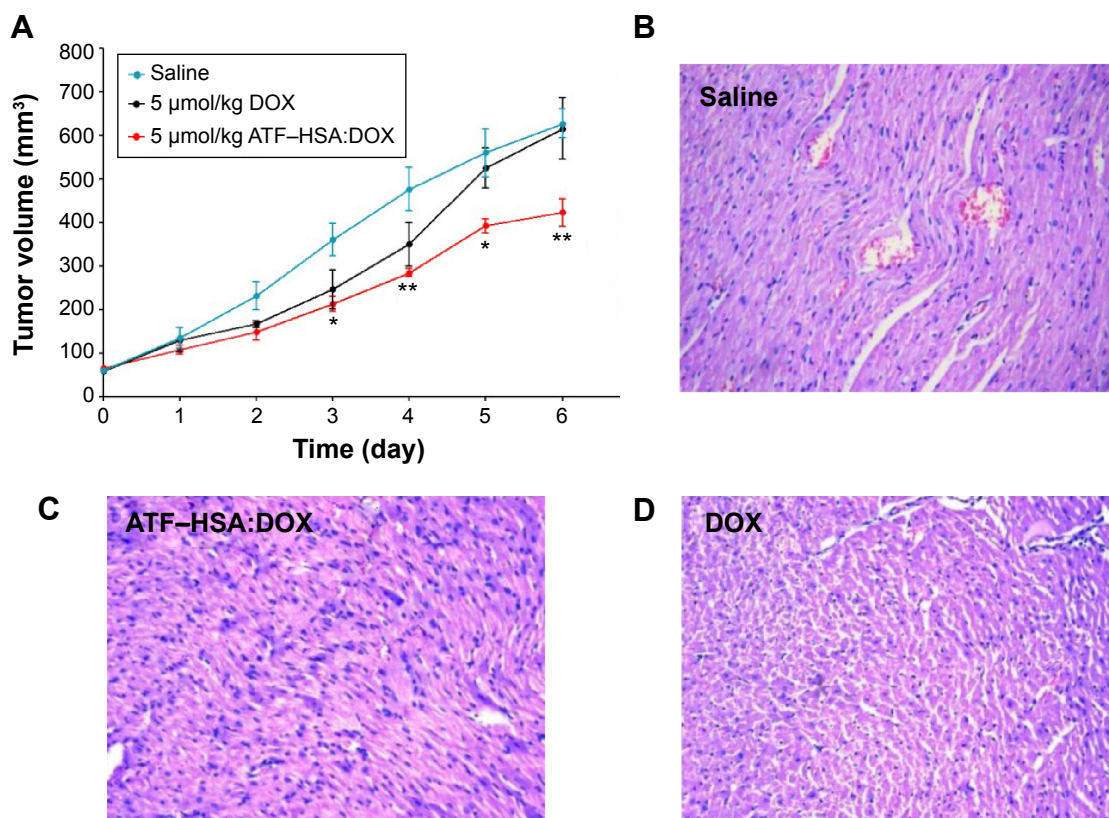 A
Tumor volume (mm³)
800
700
600
500
400
300
200
100
0
Saline
5 µmol/kg DOX
5 µmol/kg ATF–HSA:DOX
*
**
*
**
0 1 2 3 4 5 6
Time (day)
B
Saline
C
ATF–HSA:DOX
D
DOX